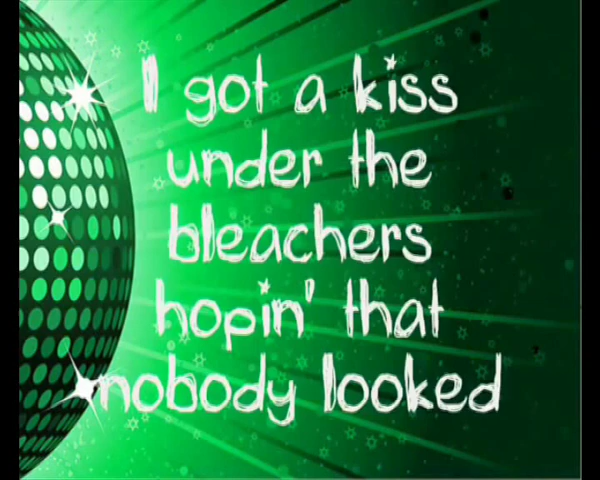 I got a kiss
under the
bleachers
hopin' that
nobody looked